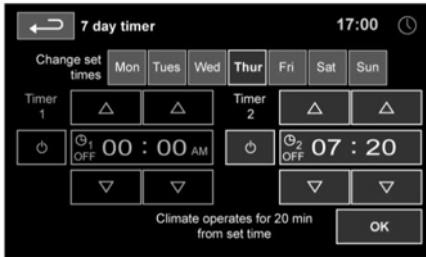 7 day timer 17:00
Change set times Mon Tues Wed Thur Fri Sat Sun
Timer 1 Timer 2
1 OFF 00 : 00 AM 2 OFF 07 : 20
Climate operates for 20 min
from set time OK